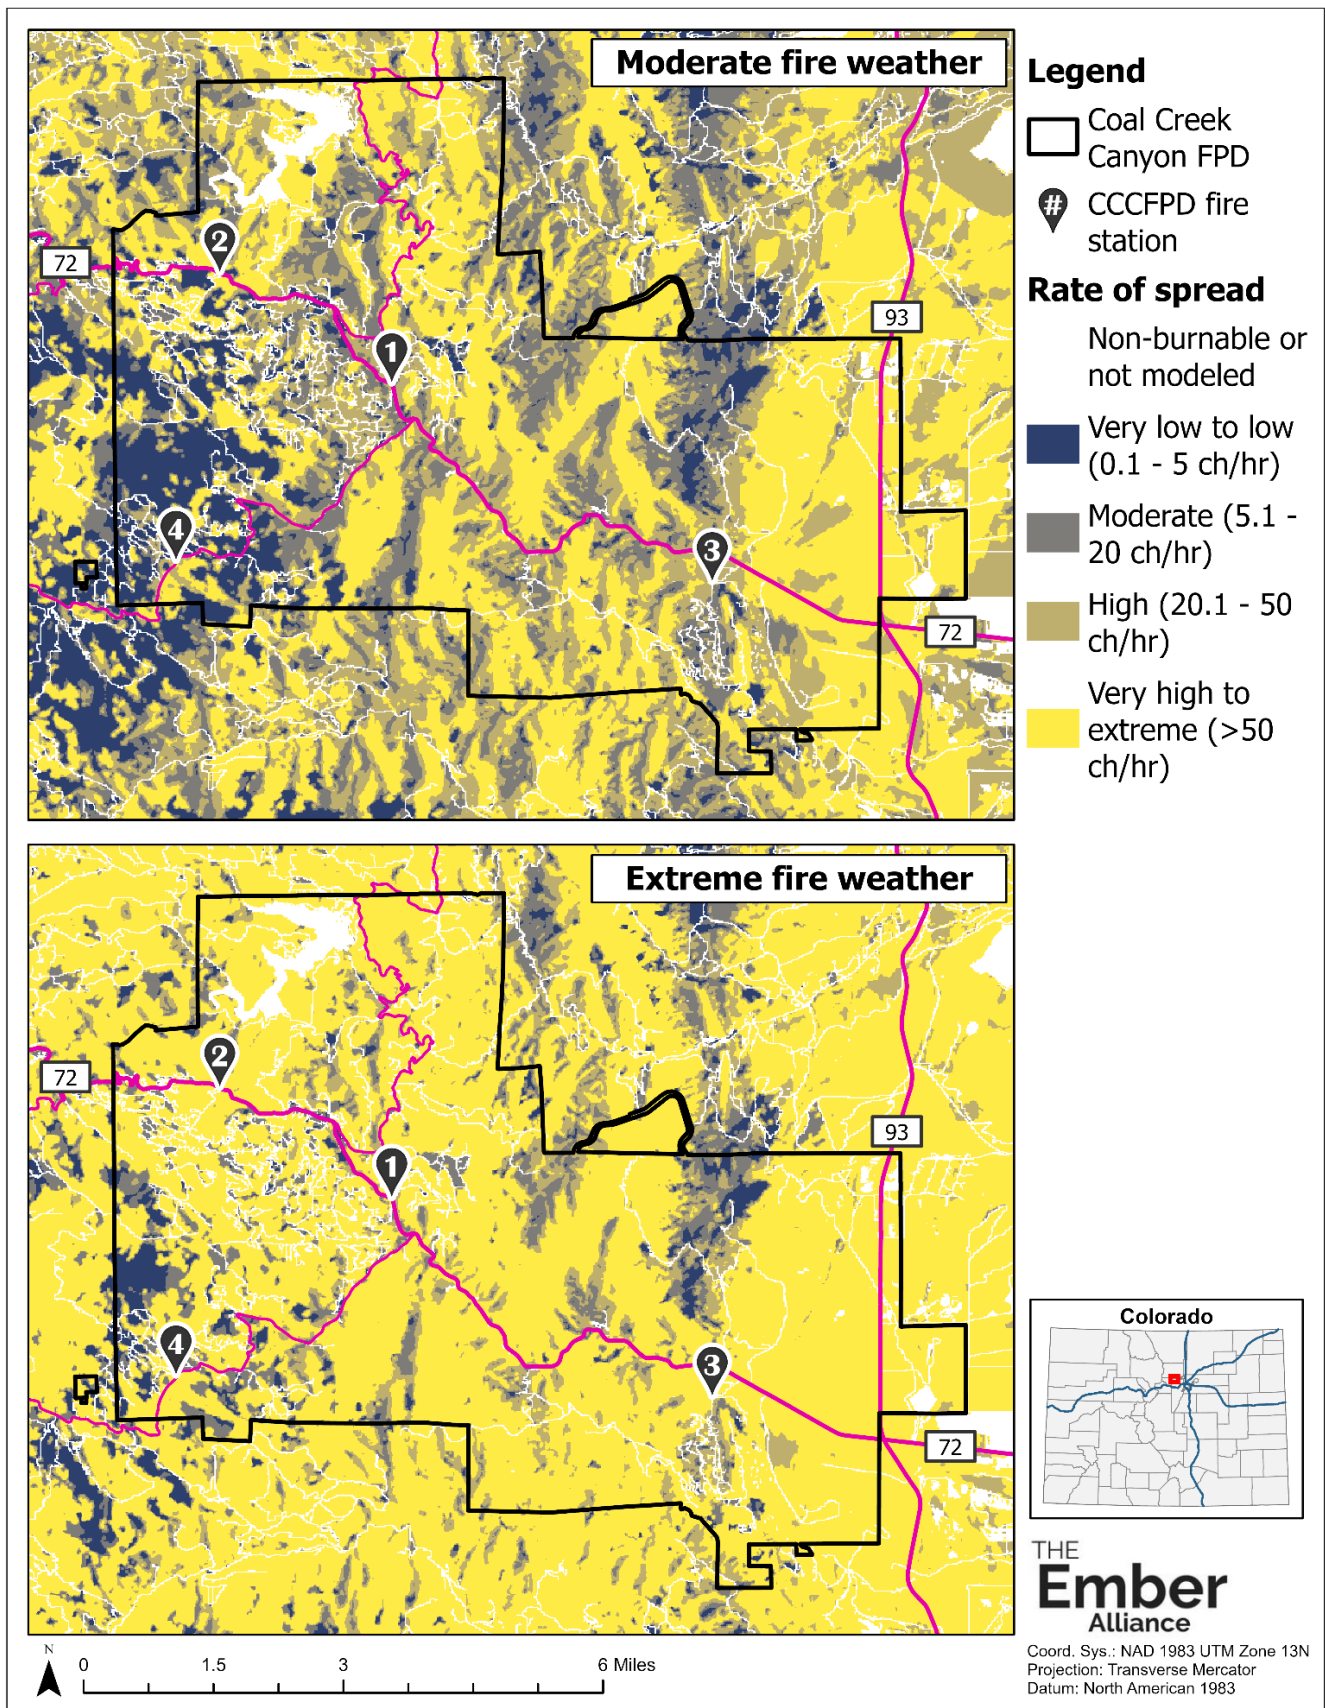 Moderate fire weather
72
2
1
93
4
3
72
Legend
Coal Creek
Canyon FPD
#
CCCFPD fire
station
Rate of spread
Non-burnable or
not modeled
Very low to low
(0.1 - 5 ch/hr)
Moderate (5.1 -
20 ch/hr)
High (20.1 - 50
ch/hr)
Very high to
extreme (>50
ch/hr)
Extreme fire weather
72
2
1
93
4
3
72
Colorado
THE
Ember
Alliance
Coord. Sys.: NAD 1983 UTM Zone 13N
Projection: Transverse Mercator
Datum: North American 1983
N
0 1.5 3 6 Miles